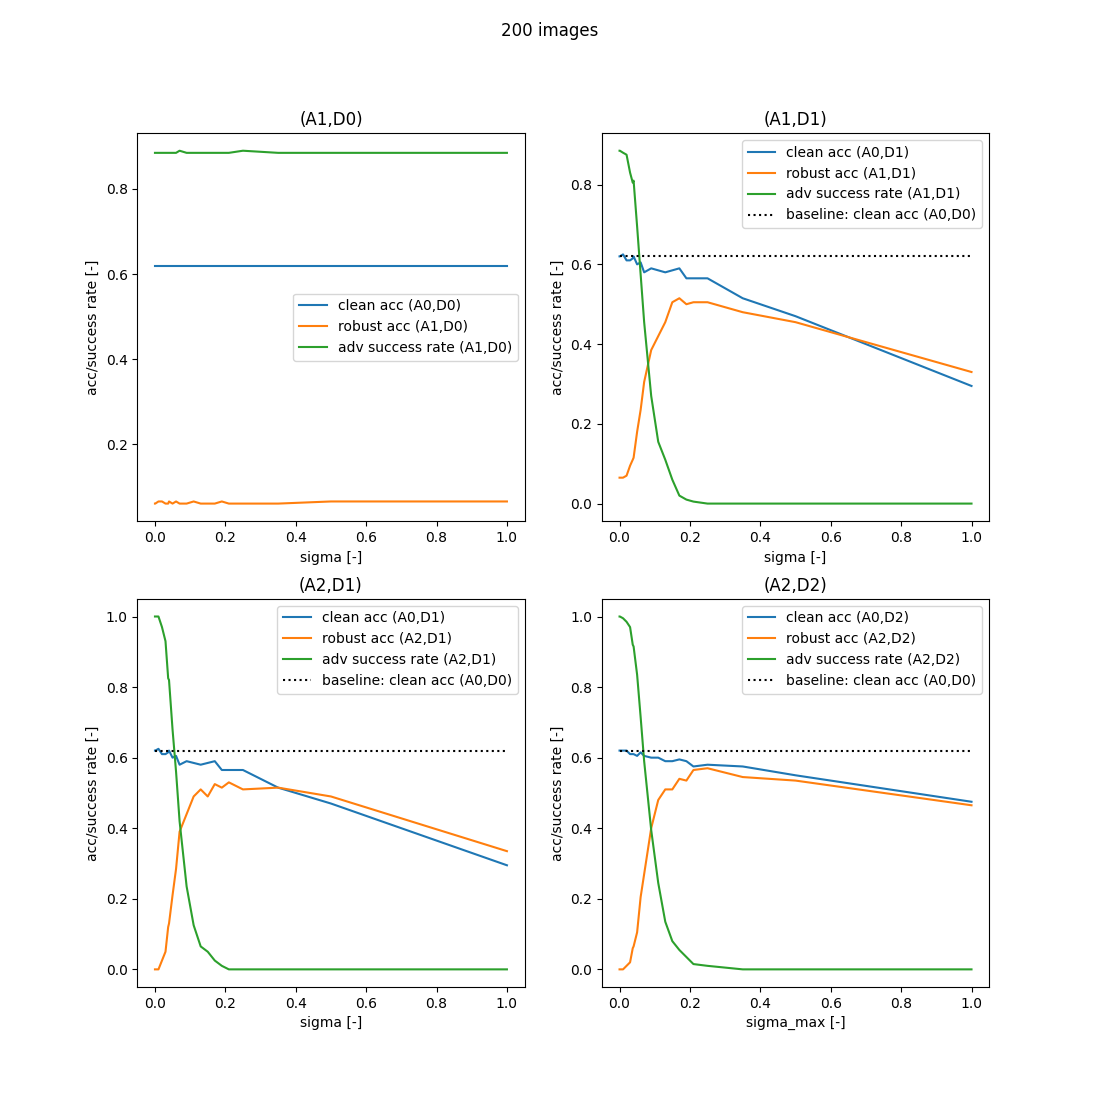 200 images
(A1,D0)
acc/success rate [-]
0.8
0.6
0.4
0.2
clean acc (A0,D0)
robust acc (A1,D0)
adv success rate (A1,D0)
0.0 0.2 0.4 0.6 0.8 1.0
sigma [-]
(A1,D1)
acc/success rate [-]
0.8
0.6
0.4
0.2
0.0
clean acc (A0,D1)
robust acc (A1,D1)
adv success rate (A1,D1)
baseline: clean acc (A0,D0)
0.0 0.2 0.4 0.6 0.8 1.0
sigma [-]
(A2,D1)
acc/success rate [-]
1.0
0.8
0.6
0.4
0.2
0.0
clean acc (A0,D1)
robust acc (A2,D1)
adv success rate (A2,D1)
baseline: clean acc (A0,D0)
0.0 0.2 0.4 0.6 0.8 1.0
sigma [-]
(A2,D2)
acc/success rate [-]
1.0
0.8
0.6
0.4
0.2
0.0
clean acc (A0,D2)
robust acc (A2,D2)
adv success rate (A2,D2)
baseline: clean acc (A0,D0)
0.0 0.2 0.4 0.6 0.8 1.0
sigma_max [-]